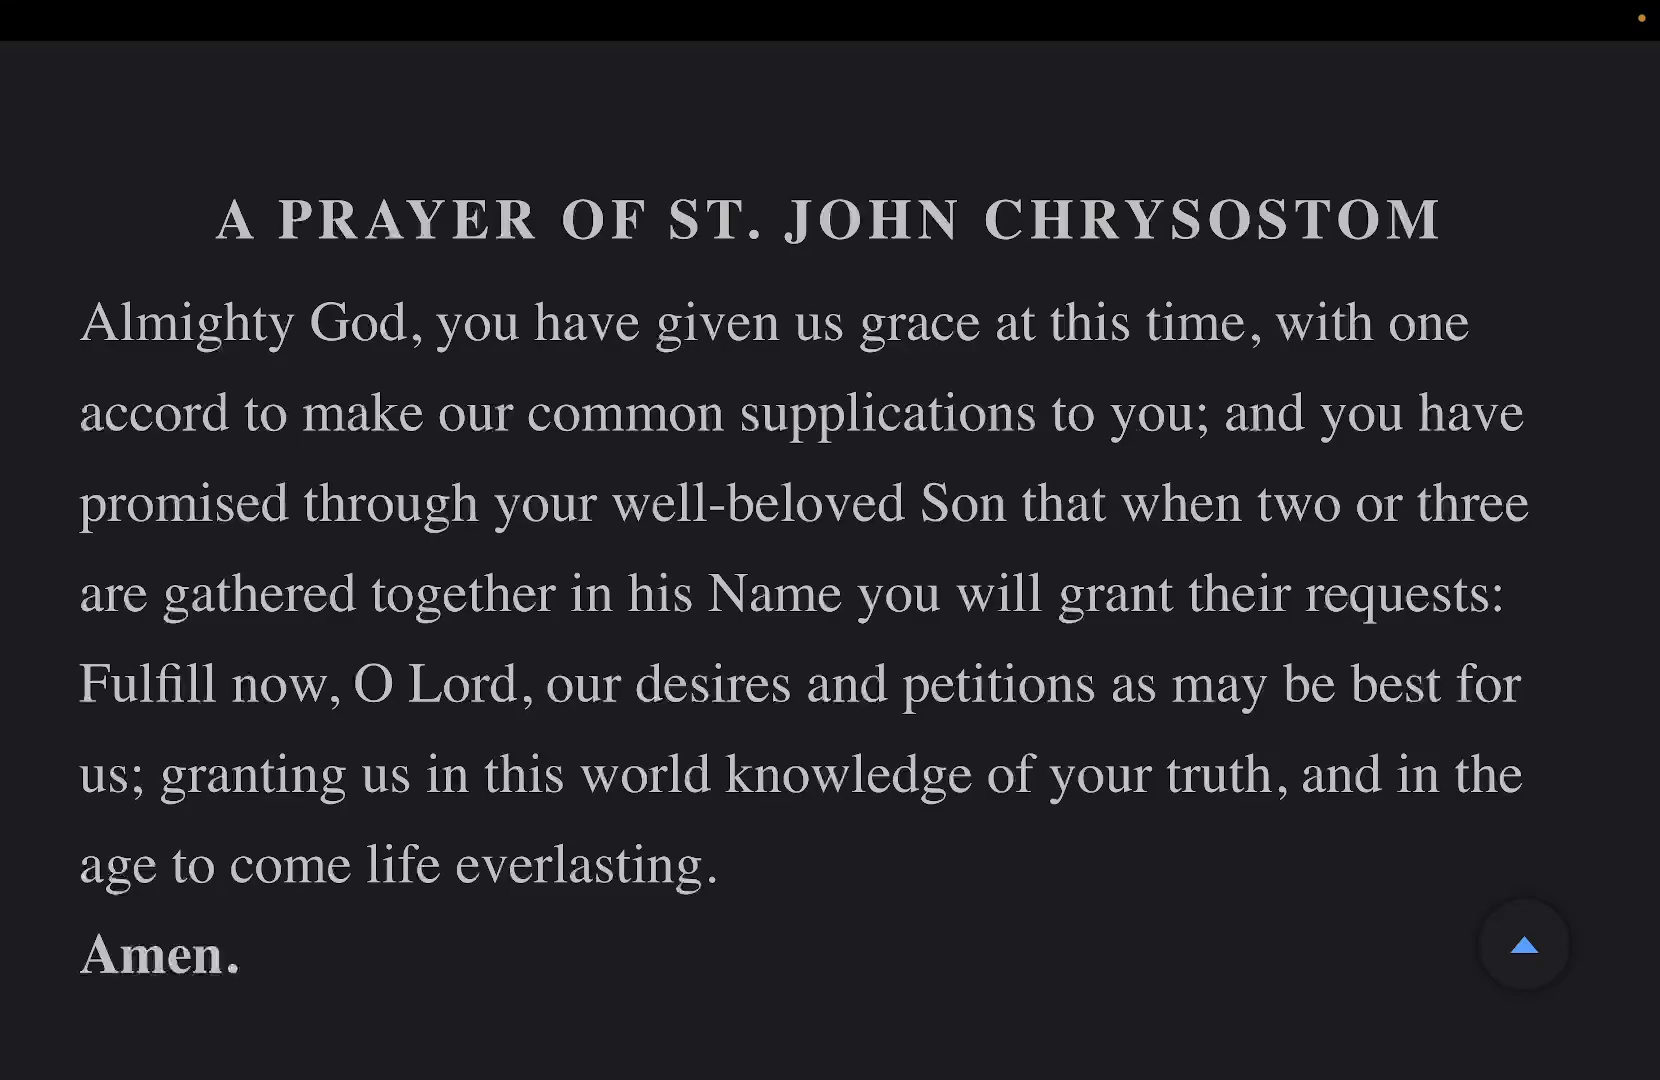 A PRAYER OF ST. JOHN CHRYSOSTOM
Almighty God, you have given us grace at this time, with one
accord to make our common supplications to you; and you have
promised through your well-beloved Son that when two or three
are gathered together in his Name you will grant their requests:
Fulfill now, O Lord, our desires and petitions as may be best for
us; granting us in this world knowledge of your truth, and in the
age to come life everlasting.
Amen.